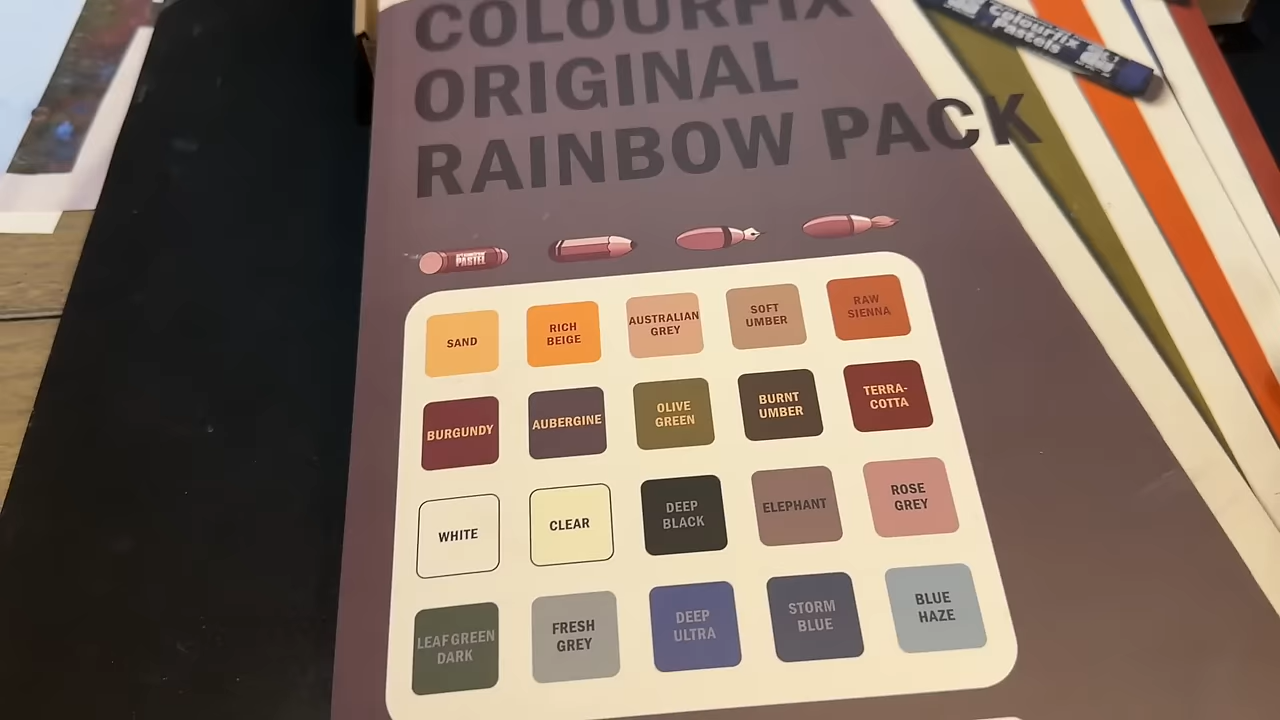 COLOURFIX
ORIGINAL
RAINBOW PACK
Colourfix
Pastels
PASTEL
SAND
RICH
BEIGE
AUSTRALIAN
GREY
SOFT
UMBER
RAW
SIENNA
BURGUNDY
AUBERGINE
OLIVE
GREEN
BURNT
UMBER
TERRA-
COTTA
WHITE
CLEAR
DEEP
BLACK
ELEPHANT
ROSE
GREY
LEAFGREEN
DARK
FRESH
GREY
DEEP
ULTRA
STORM
BLUE
BLUE
HAZE